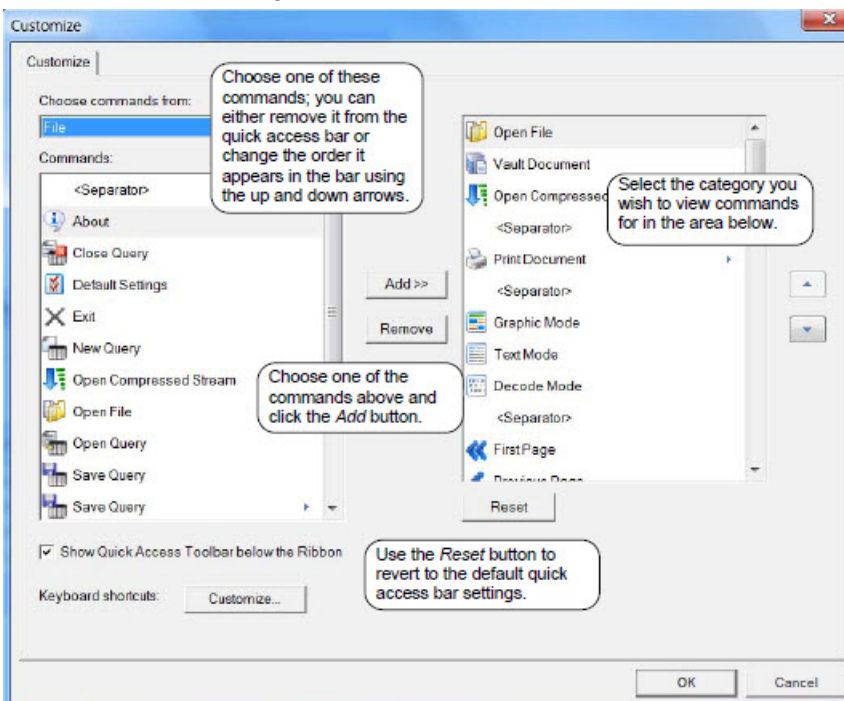 Customize
Customize
Choose commands from:
File
Commands:
<Separator>
About
Close Query
Default Settings
Exit
New Query
Open Compressed Stream
Open File
Open Query
Save Query
Save Query
Choose one of these
commands; you can
either remove it from the
quick access bar or
change the order it
appears in the bar using
the up and down arrows.
Add >>
Remove
Choose one of the
commands above and
click the Add button.
Open File
Vault Document
Open Compressed
<Separator>
Print Document
<Separator>
Graphic Mode
Text Mode
Decode Mode
<Separator>
First Page
Previous Page
Select the category you
wish to view commands
for in the area below.
Reset
Show Quick Access Toolbar below the Ribbon
Use the Reset button to
revert to the default quick
access bar settings.
Keyboard shortcuts:
Customize...
OK
Cancel